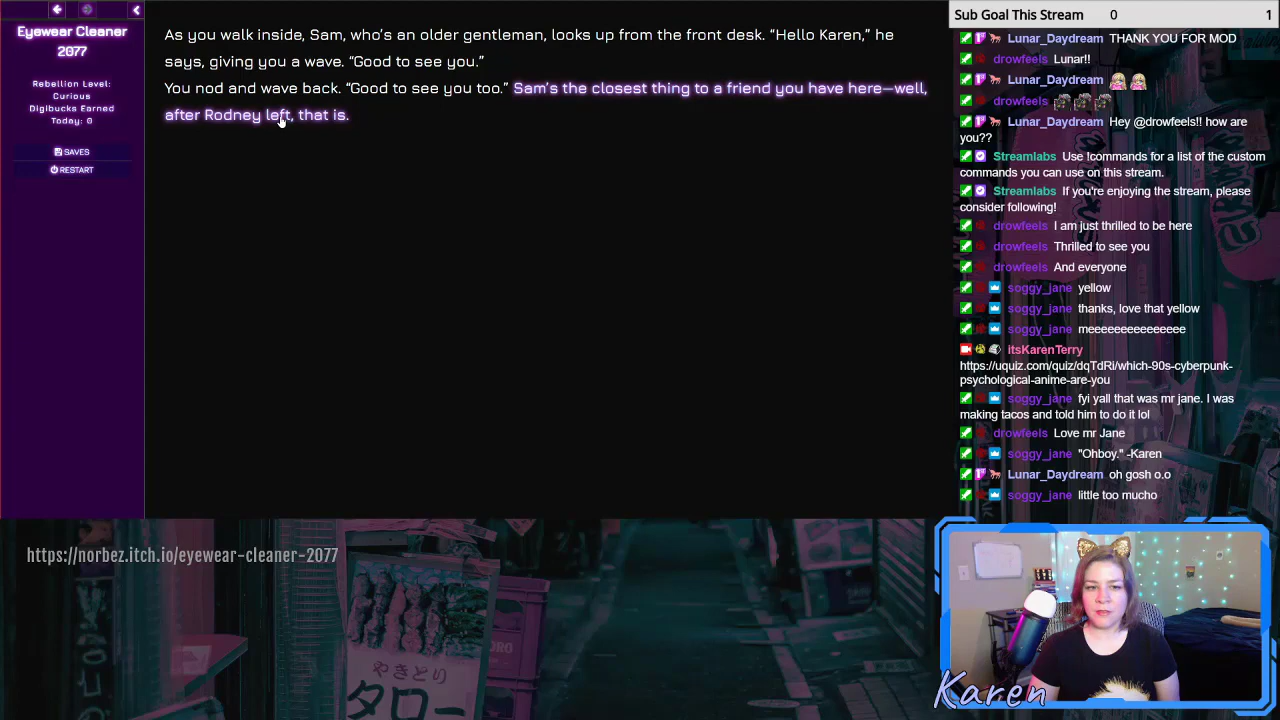 Eyewear Cleaner
2077
Rebellion Level:
Curious
Digibucks Earned
Today: 0
SAVES
RESTART
As you walk inside, Sam, who's an older gentleman, looks up from the front desk. “Hello Karen,” he
says, giving you a wave. “Good to see you.”
You nod and wave back. “Good to see you too.” Sam's the closest thing to a friend you have here—well,
after Rodney left, that is.
Sub Goal This Stream 0 1
Lunar_Daydream THANK YOU FOR MOD
drowfeels Lunar!!
Lunar_Daydream
drowfeels
Lunar_Daydream Hey @drowfeels!! how are
you??
Streamlabs Use !commands for a list of the custom
commands you can use on this stream.
Streamlabs If you're enjoying the stream, please
consider following!
drowfeels I am just thrilled to be here
drowfeels Thrilled to see you
drowfeels And everyone
soggy_jane yellow
soggy_jane thanks, love that yellow
soggy_jane meeeeeeeeeeeeeee
itsKarenTerry
https://uquiz.com/quiz/dqTdRi/which-90s-cyberpunk-
psychological-anime-are-you
soggy_jane fyi yall that was mr jane. I was
making tacos and told him to do it lol
drowfeels Love mr Jane
soggy_jane "Ohboy." -Karen
Lunar_Daydream oh gosh o.o
soggy_jane little too mucho
https://norbez.itch.io/eyewear-cleaner-2077
やきとり
タロー
Karen